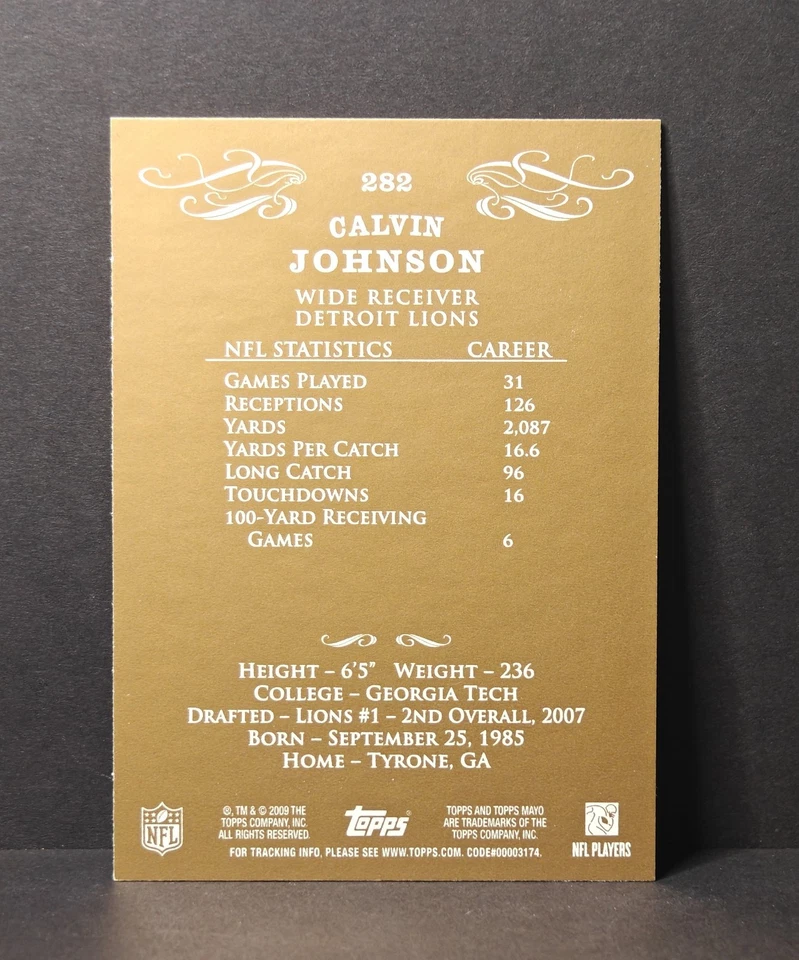 282
CALVIN
JOHNSON
WIDE RECEIVER
DETROIT LIONS
NFL STATISTICS CAREER
GAMES PLAYED 31
RECEPTIONS 126
YARDS 2,087
YARDS PER CATCH 16.6
LONG CATCH 96
TOUCHDOWNS 16
100-YARD RECEIVING
GAMES 6
HEIGHT – 6'5" WEIGHT – 236
COLLEGE – GEORGIA TECH
DRAFTED – LIONS #1 – 2ND OVERALL, 2007
BORN – SEPTEMBER 25, 1985
HOME – TYRONE, GA
NFL
®, TM & © 2009 THE
TOPPS COMPANY, INC.
ALL RIGHTS RESERVED.
Topps®
TOPPS AND TOPPS MAYO
ARE TRADEMARKS OF THE
TOPPS COMPANY, INC.
NFL PLAYERS
FOR TRACKING INFO, PLEASE SEE WWW.TOPPS.COM. CODE#00003174.